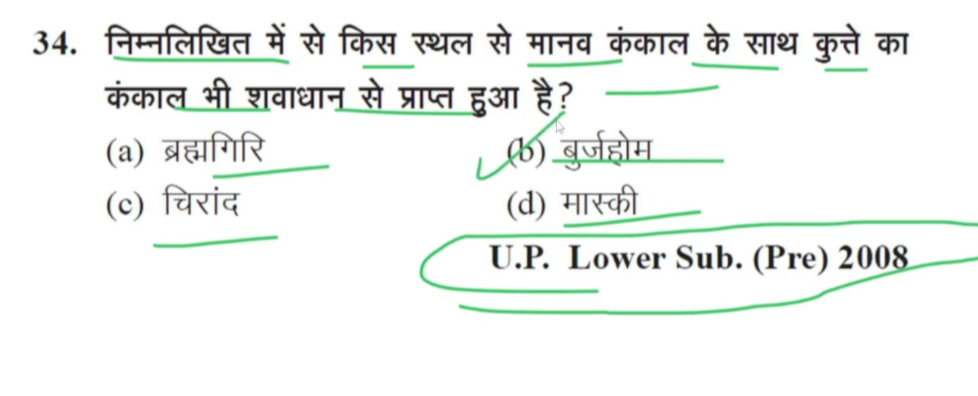 34. निम्नलिखित में से किस स्थल से मानव कंकाल के साथ कुत्ते का
कंकाल भी शवाधान से प्राप्त हुआ है?
(a) ब्रह्मगिरि (b) बुर्जहोम
(c) चिरांद (d) मास्की
U.P. Lower Sub. (Pre) 2008